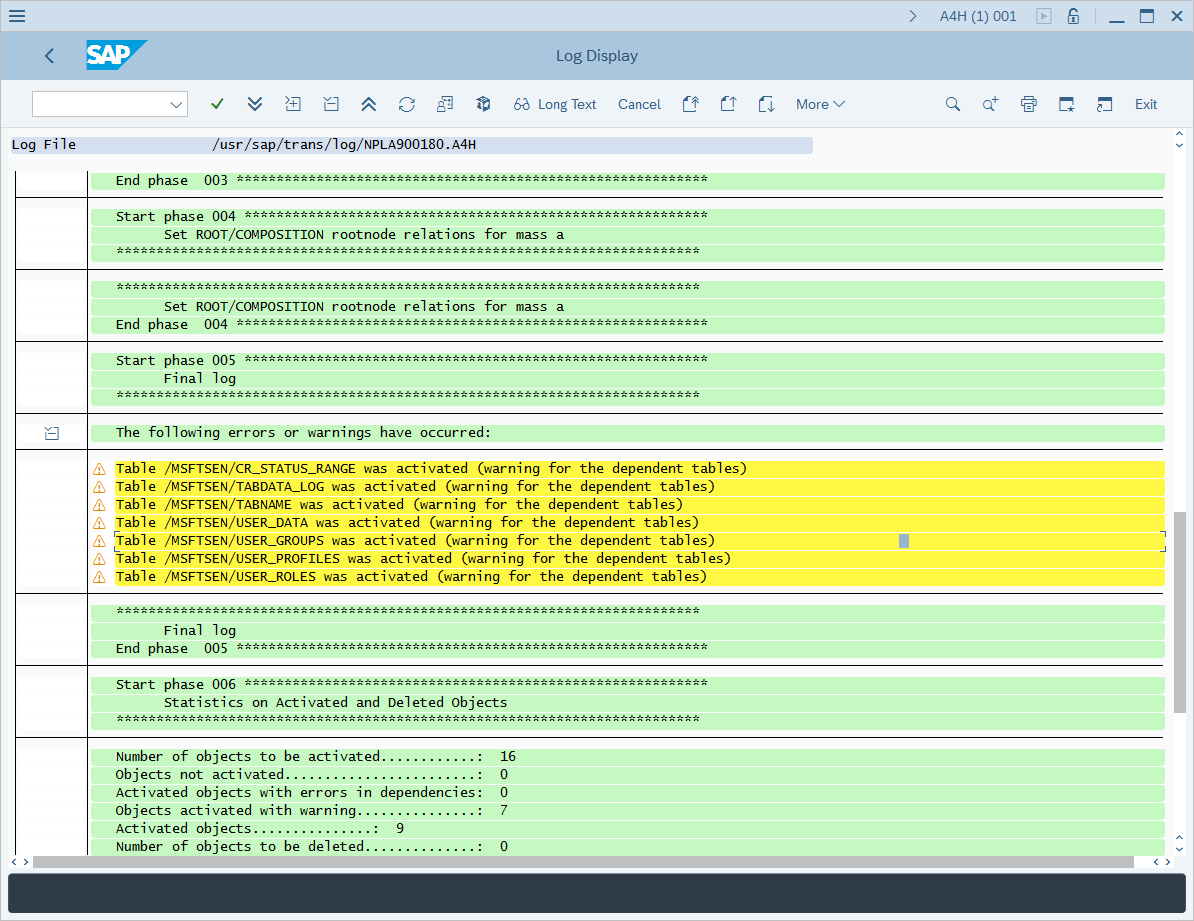 A4H (1) 001
SAP
Log Display
Long Text Cancel More Exit
Log File /usr/sap/trans/log/NPLA900180.A4H
End phase  003 ***********************************************************
Start phase 004 **********************************************************
Set ROOT/COMPOSITION rootnode relations for mass a
*************************************************************************
*************************************************************************
Set ROOT/COMPOSITION rootnode relations for mass a
End phase  004 ***********************************************************
Start phase 005 **********************************************************
Final log
*************************************************************************
The following errors or warnings have occurred:
Table /MSFTSEN/CR_STATUS_RANGE was activated (warning for the dependent tables)
Table /MSFTSEN/TABDATA_LOG was activated (warning for the dependent tables)
Table /MSFTSEN/TABNAME was activated (warning for the dependent tables)
Table /MSFTSEN/USER_DATA was activated (warning for the dependent tables)
Table /MSFTSEN/USER_GROUPS was activated (warning for the dependent tables)
Table /MSFTSEN/USER_PROFILES was activated (warning for the dependent tables)
Table /MSFTSEN/USER_ROLES was activated (warning for the dependent tables)
*************************************************************************
Final log
End phase  005 ***********************************************************
Start phase 006 **********************************************************
Statistics on Activated and Deleted Objects
*************************************************************************
Number of objects to be activated............:  16
Objects not activated........................:  0
Activated objects with errors in dependencies:  0
Objects activated with warning...............:  7
Activated objects...............:  9
Number of objects to be deleted..............:  0